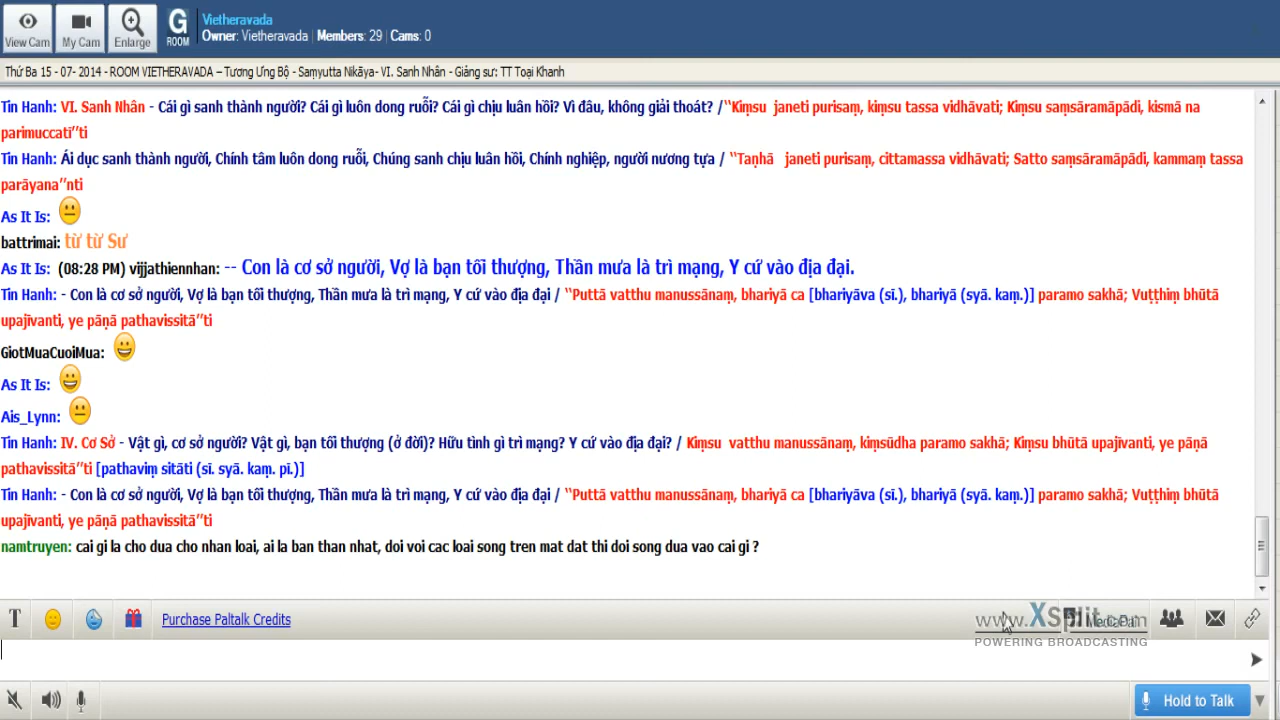 Vietheravada
Owner: Vietheravada | Members: 29 | Cams: 0
View Cam
My Cam
Enlarge
G
ROOM
Thứ Ba 15 - 07- 2014 - ROOM VIETHERAVADA – Tương Ưng Bộ - Saṃyutta Nikāya- VI. Sanh Nhân - Giảng sư: TT Toại Khanh
Tin Hanh: VI. Sanh Nhân - Cái gì sanh thành người? Cái gì luôn dong ruỗi? Cái gì chịu luân hồi? Vì đâu, không giải thoát? /‘‘Kiṃsu janeti purisaṃ, kiṃsu tassa vidhāvati; Kiṃsu saṃsāramāpādi, kismā na
parimuccatī’’ti
Tin Hanh: Ái dục sanh thành người, Chính tâm luôn dong ruỗi, Chúng sanh chịu luân hồi, Chính nghiệp, người nương tựa / ‘‘Taṇhā janeti purisaṃ, cittamassa vidhāvati; Satto saṃsāramāpādi, kammaṃ tassa
parāyana’’nti
As It Is:
battrimai: từ từ Sư
As It Is: (08:28 PM) vijjathiennhan: -- Con là cơ sở người, Vợ là bạn tối thượng, Thần mưa là trì mạng, Y cứ vào địa đại.
Tin Hanh: - Con là cơ sở người, Vợ là bạn tối thượng, Thần mưa là trì mạng, Y cứ vào địa đại / ‘‘Puttā vatthu manussānaṃ, bhariyā ca [bhariyāva (sī.), bhariyā (syā. kaṃ.)] paramo sakhā; Vuṭṭhiṃ bhūtā
upajīvanti, ye pāṇā pathavissitā’’ti
GiotMuaCuoiMua:
As It Is:
Ais_Lynn:
Tin Hanh: IV. Cơ Sở - Vật gì, cơ sở người? Vật gì, bạn tối thượng (ở đời)? Hữu tình gì trì mạng? Y cứ vào địa đại? / Kiṃsu vatthu manussānaṃ, kiṃsūdha paramo sakhā; Kiṃsu bhūtā upajīvanti, ye pāṇā
pathavissitā’’ti [pathaviṃ sitāti (sī. syā. kaṃ. pī.)]
Tin Hanh: - Con là cơ sở người, Vợ là bạn tối thượng, Thần mưa là trì mạng, Y cứ vào địa đại / ‘‘Puttā vatthu manussānaṃ, bhariyā ca [bhariyāva (sī.), bhariyā (syā. kaṃ.)] paramo sakhā; Vuṭṭhiṃ bhūtā
upajīvanti, ye pāṇā pathavissitā’’ti
namtruyen: cai gi la cho dua cho nhan loai, ai la ban than nhat, doi voi cac loai song tren mat dat thi doi song dua vao cai gi ?
T
Purchase Paltalk Credits
www.XSplit.com
POWERING BROADCASTING
Hold to Talk